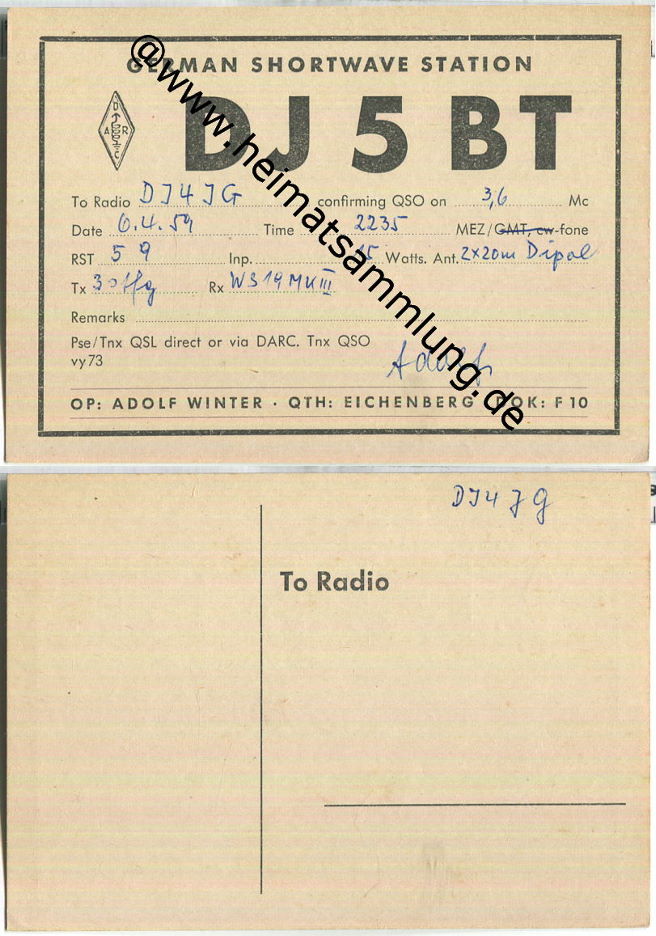 GERMAN SHORTWAVE STATION
DARC
DJ 5 BT
To Radio DJ4JG confirming QSO on 3,6 Mc
Date 6.4.59 Time 2235 MEZ/GMT, cw-fone
RST 59 Inp. 15 Watts. Ant. 2x20m Dipol
Tx Rx WS19MKIII
Remarks
Pse/Tnx QSL direct or via DARC. Tnx QSO
vy73 Adolf
OP: ADOLF WINTER · QTH: EICHENBERG · DOK: F 10
@www.heimatsammlung.de
DJ4JG
To Radio